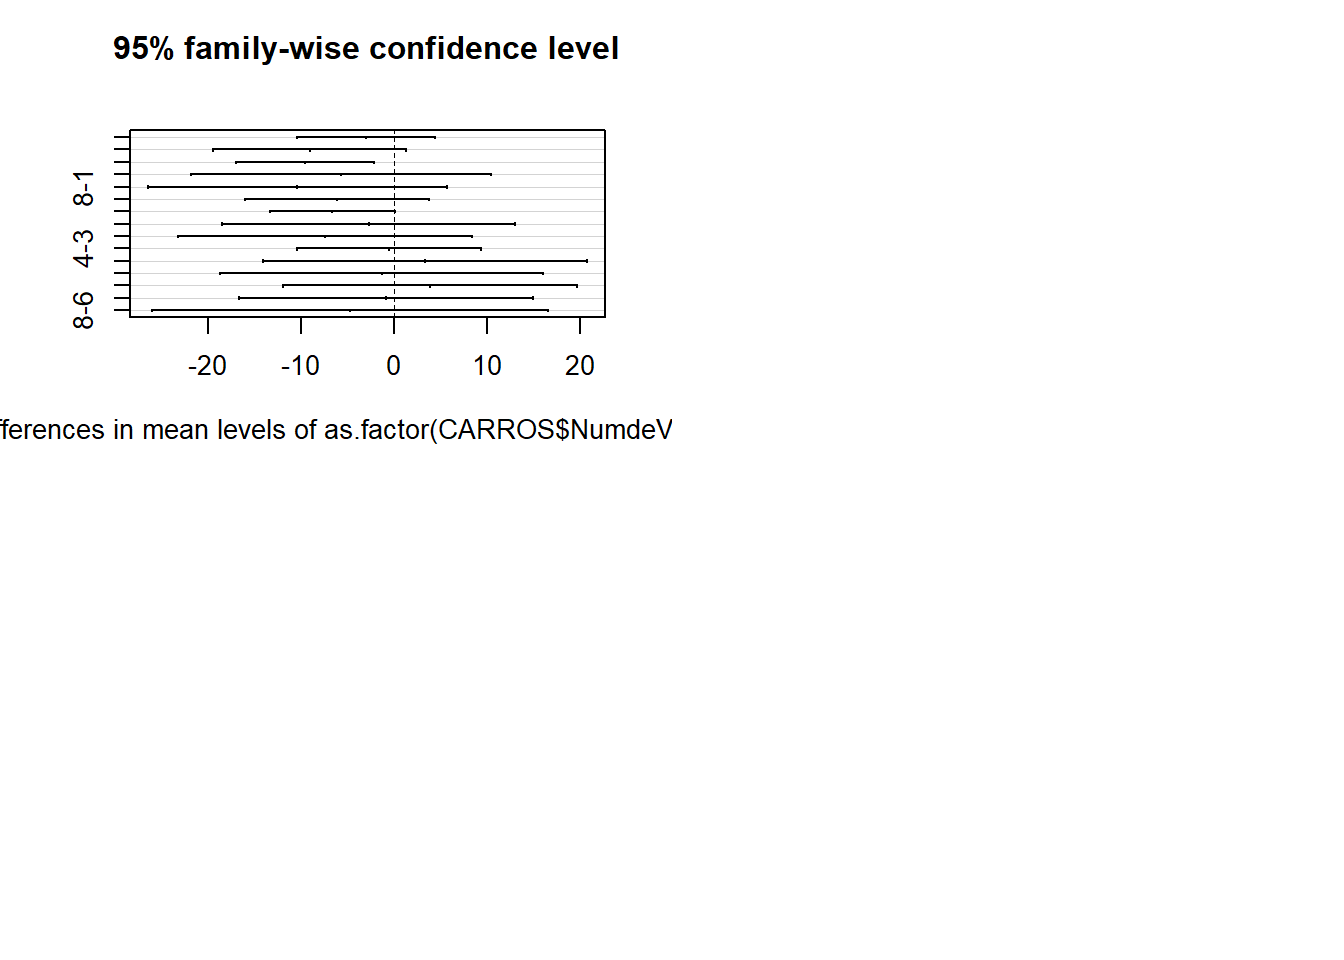 95% family-wise confidence level
8-1
4-3
8-6
-20 -10 0 10 20
fferences in mean levels of as.factor(CARROS$NumdeV